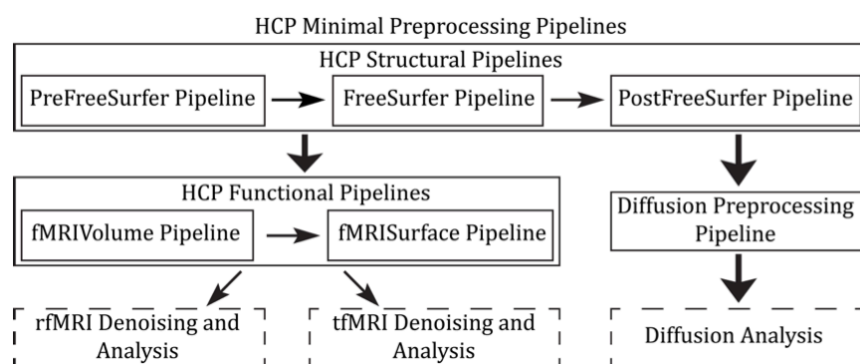 HCP Minimal Preprocessing Pipelines
HCP Structural Pipelines
PreFreeSurfer Pipeline
FreeSurfer Pipeline
PostFreeSurfer Pipeline
HCP Functional Pipelines
fMRIVolume Pipeline
fMRISurface Pipeline
Diffusion Preprocessing
Pipeline
rfMRI Denoising and
Analysis
tfMRI Denoising and
Analysis
Diffusion Analysis